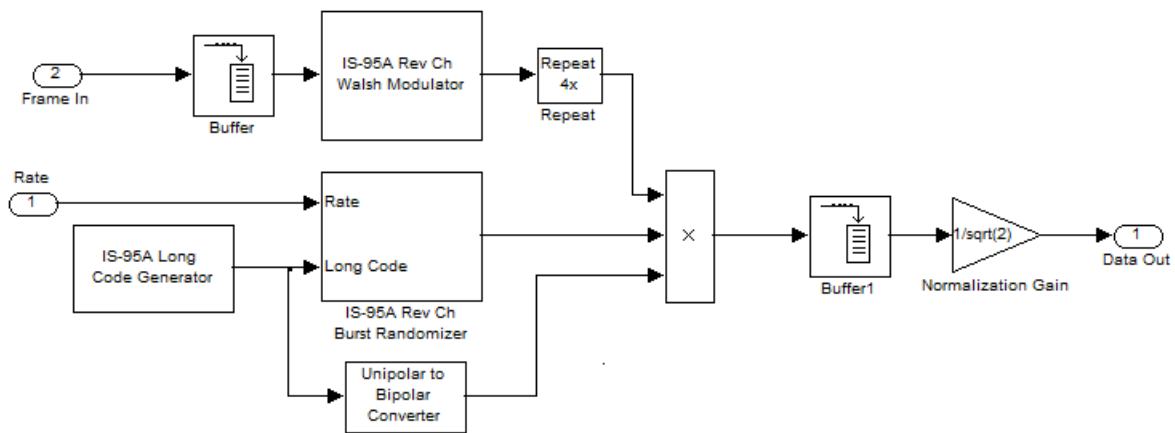 2
Frame In
Buffer
IS-95A Rev Ch
Walsh Modulator
Repeat
4x
Repeat
Rate
1
Rate
IS-95A Long
Code Generator
Long Code
IS-95A Rev Ch
Burst Randomizer
Unipolar to
Bipolar
Converter
×
Buffer1
1/sqrt(2)
Normalization Gain
1
Data Out